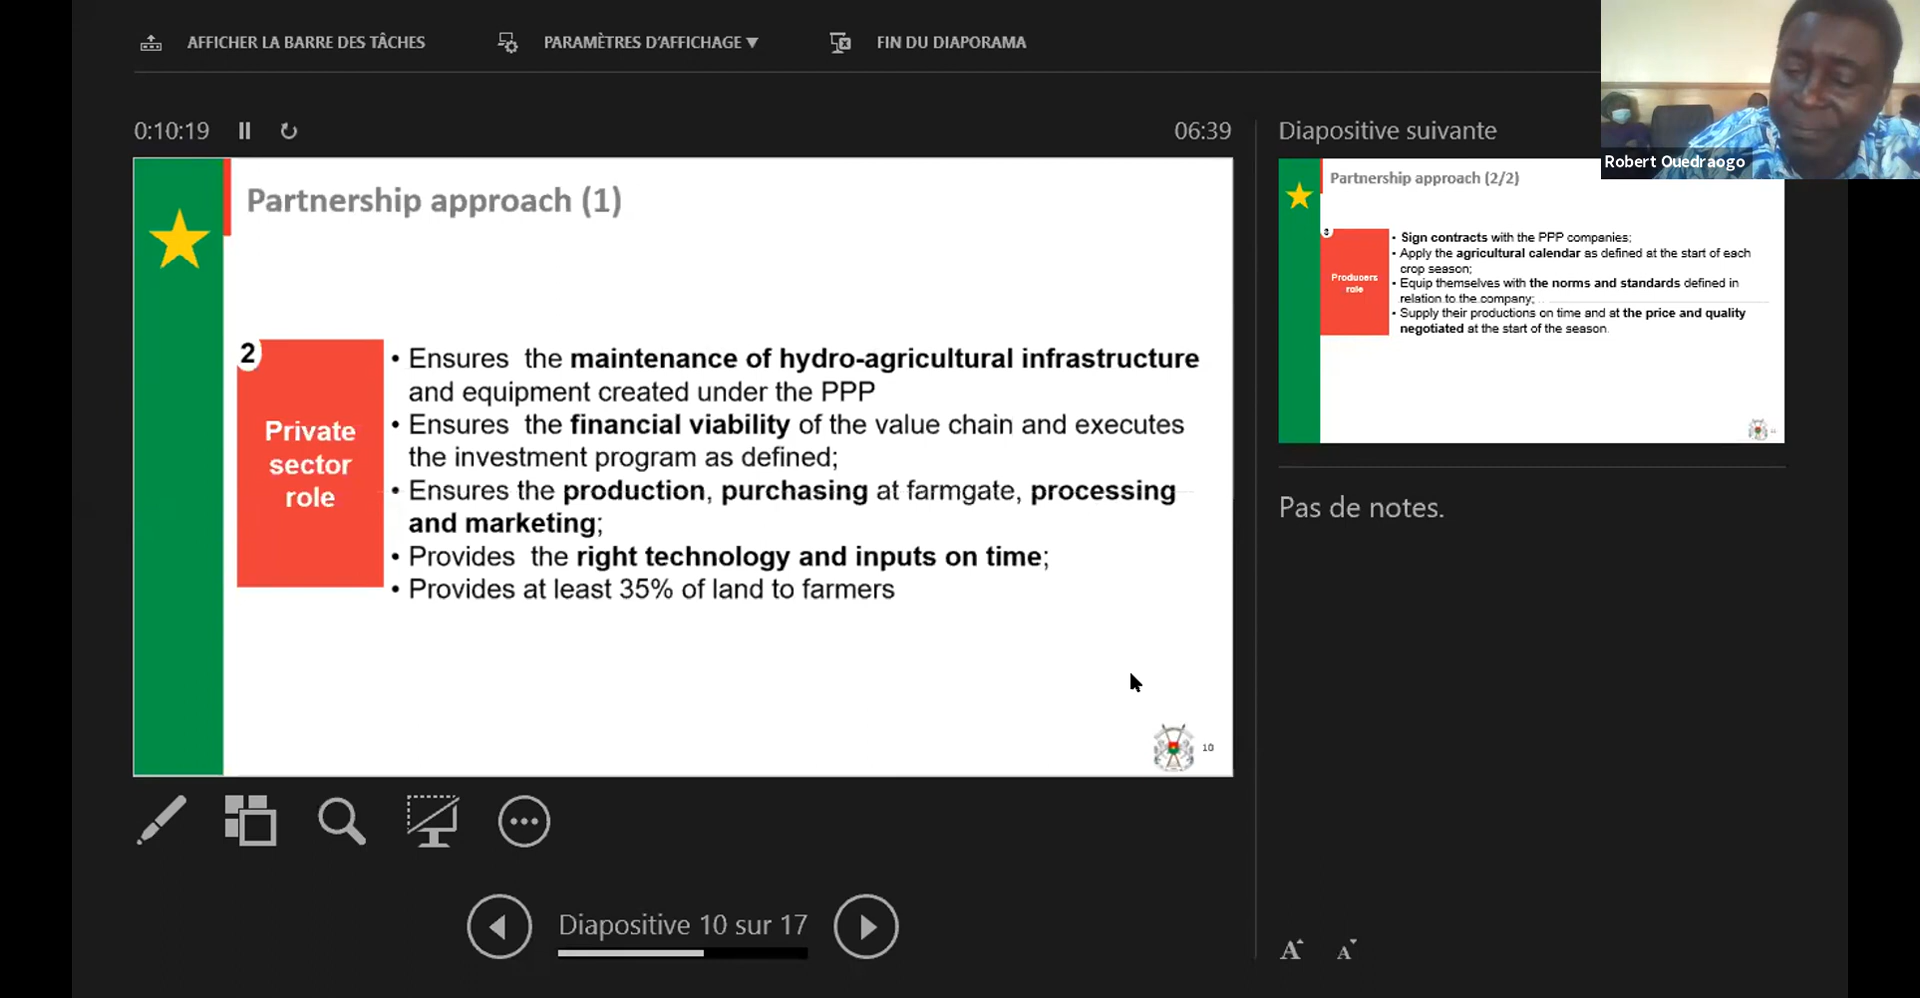 AFFICHER LA BARRE DES TÂCHES
PARAMÈTRES D'AFFICHAGE ▼
FIN DU DIAPORAMA
0:10:19
06:39
Partnership approach (1)
2
Private
sector
role
• Ensures the maintenance of hydro-agricultural infrastructure
and equipment created under the PPP
• Ensures the financial viability of the value chain and executes
the investment program as defined;
• Ensures the production, purchasing at farmgate, processing
and marketing;
• Provides the right technology and inputs on time;
• Provides at least 35% of land to farmers
10
Diapositive 10 sur 17
Diapositive suivante
Robert Ouedraogo
Partnership approach (2/2)
3
Producers
role
• Sign contracts with the PPP companies;
• Apply the agricultural calendar as defined at the start of each
crop season;
• Equip themselves with the norms and standards defined in
relation to the company;
• Supply their productions on time and at the price and quality
negotiated at the start of the season.
Pas de notes.
A
A